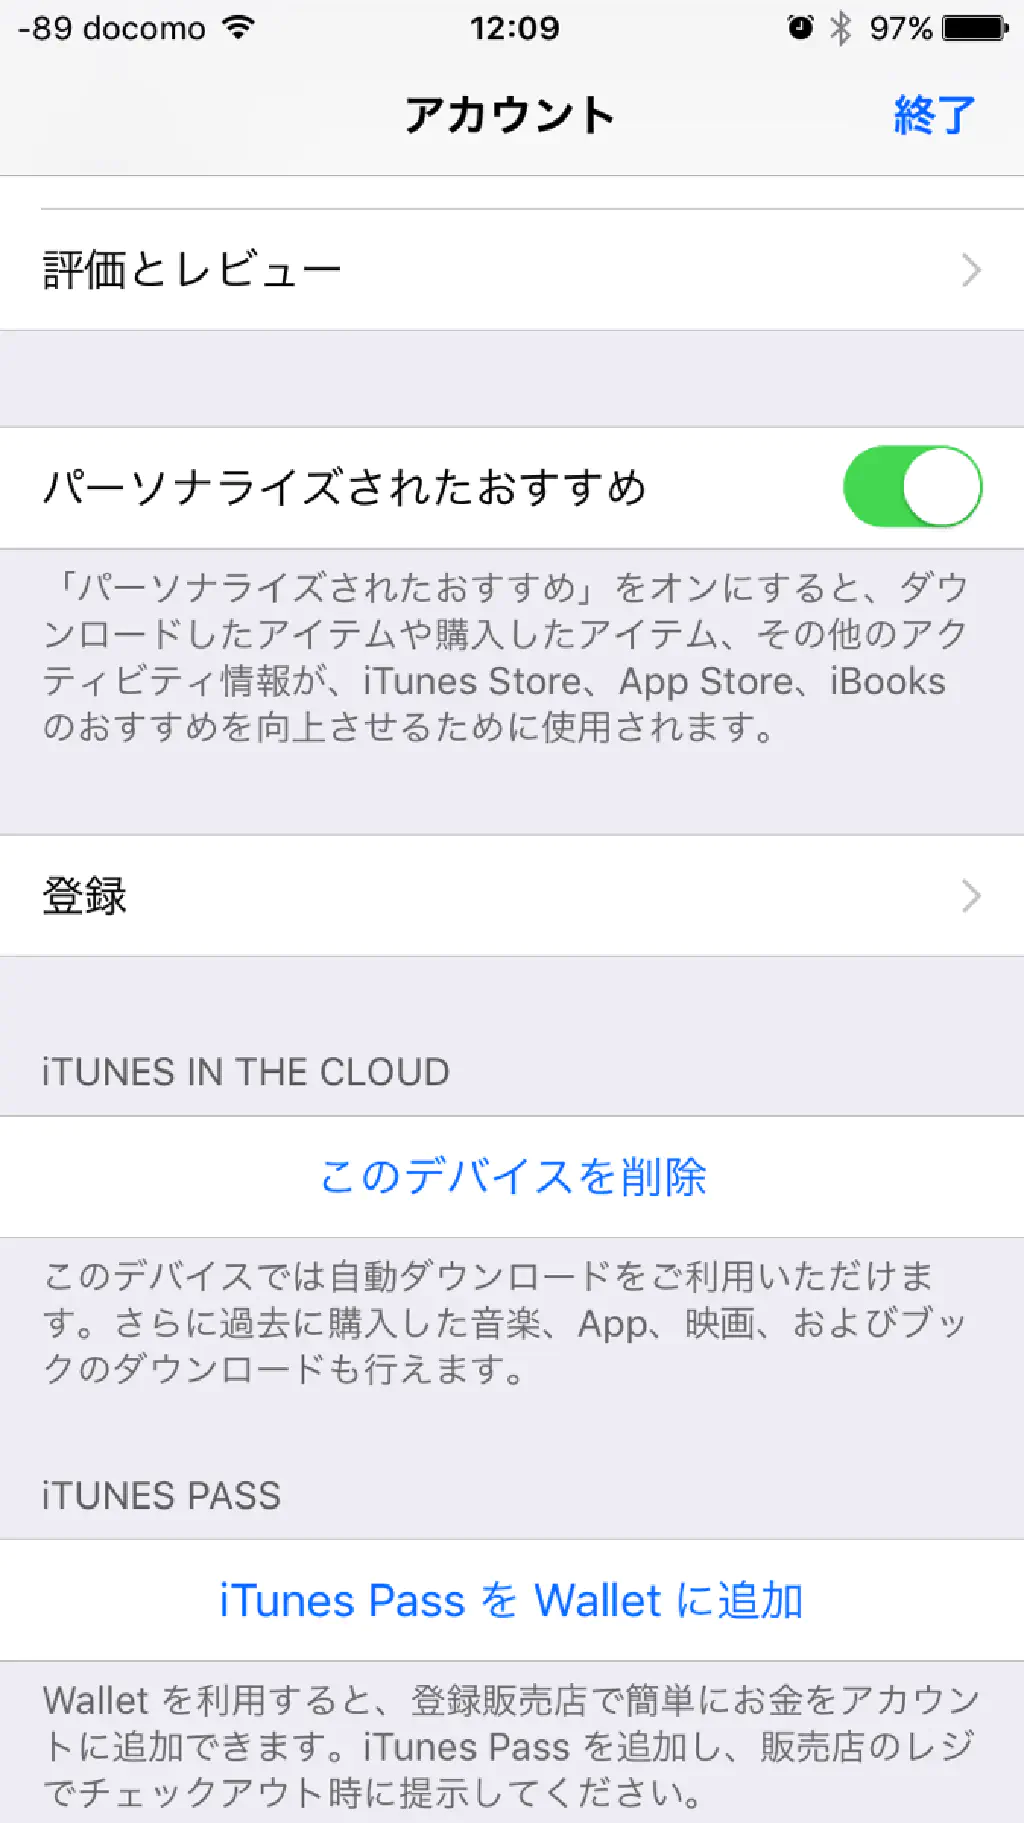 -89 docomo 12:09 97%
アカウント 終了
評価とレビュー
パーソナライズされたおすすめ
「パーソナライズされたおすすめ」をオンにすると、ダウ
ンロードしたアイテムや購入したアイテム、その他のアク
ティビティ情報が、iTunes Store、App Store、iBooks
のおすすめを向上させるために使用されます。
登録
iTUNES IN THE CLOUD
このデバイスを削除
このデバイスでは自動ダウンロードをご利用いただけま
す。さらに過去に購入した音楽、App、映画、およびブッ
クのダウンロードも行えます。
iTUNES PASS
iTunes Pass を Wallet に追加
Wallet を利用すると、登録販売店で簡単にお金をアカウン
トに追加できます。iTunes Pass を追加し、販売店のレジ
でチェックアウト時に提示してください。